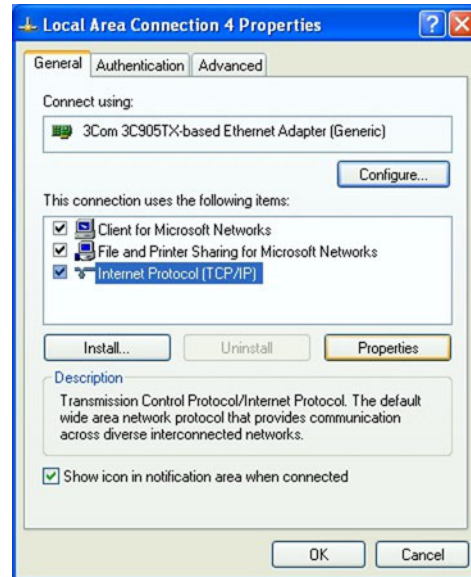 Local Area Connection 4 Properties
General
Authentication
Advanced
Connect using:
3Com 3C905TX-based Ethernet Adapter (Generic)
Configure...
This connection uses the following items:
Client for Microsoft Networks
File and Printer Sharing for Microsoft Networks
Internet Protocol (TCP/IP)
Install...
Uninstall
Properties
Description
Transmission Control Protocol/Internet Protocol. The default
wide area network protocol that provides communication
across diverse interconnected networks.
Show icon in notification area when connected
OK
Cancel